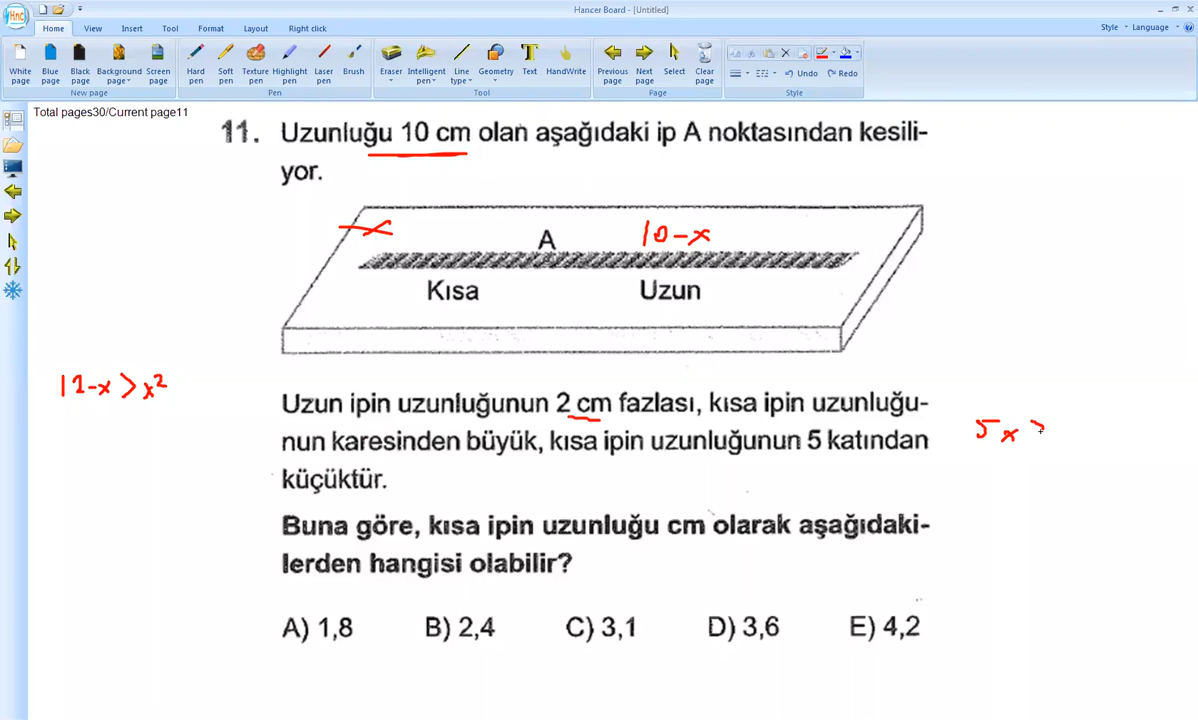 Hancer Board - [Untitled]
Home View Insert Tool Format Layout Right click
Style Language
White page Blue page Black page Background page Screen page
New page
Hard pen Soft pen Texture pen Highlight pen Laser pen Brush
Pen
Eraser Intelligent pen Line type Geometry Text HandWrite
Tool
Previous page Next page Select Clear page
Page
Undo Redo
Style
Total pages30/Current page11
11. Uzunluğu 10 cm olan aşağıdaki ip A noktasından kesili-
yor.
x A 10-x
Kısa Uzun
12-x > x²
Uzun ipin uzunluğunun 2 cm fazlası, kısa ipin uzunluğu-
nun karesinden büyük, kısa ipin uzunluğunun 5 katından
küçüktür.
5x >
Buna göre, kısa ipin uzunluğu cm olarak aşağıdaki-
lerden hangisi olabilir?
A) 1,8 B) 2,4 C) 3,1 D) 3,6 E) 4,2